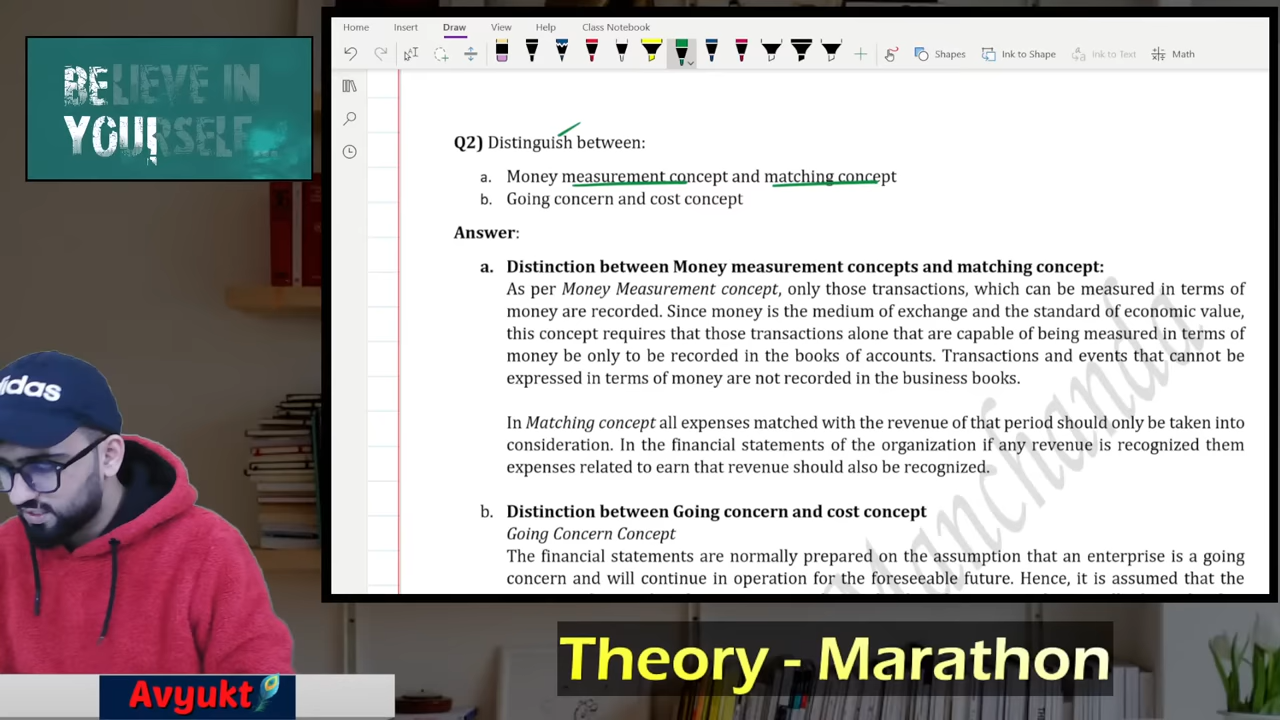 Home Insert Draw View Help Class Notebook
Shapes Ink to Shape Ink to Text Math
BELIEVE IN
YOURSELF...
Q2) Distinguish between:
a. Money measurement concept and matching concept
b. Going concern and cost concept
Answer:
a. Distinction between Money measurement concepts and matching concept:
As per Money Measurement concept, only those transactions, which can be measured in terms of
money are recorded. Since money is the medium of exchange and the standard of economic value,
this concept requires that those transactions alone that are capable of being measured in terms of
money be only to be recorded in the books of accounts. Transactions and events that cannot be
expressed in terms of money are not recorded in the business books.
In Matching concept all expenses matched with the revenue of that period should only be taken into
consideration. In the financial statements of the organization if any revenue is recognized them
expenses related to earn that revenue should also be recognized.
b. Distinction between Going concern and cost concept
Going Concern Concept
The financial statements are normally prepared on the assumption that an enterprise is a going
concern and will continue in operation for the foreseeable future. Hence, it is assumed that the
Manchanda
adidas
Theory - Marathon
Avyukt